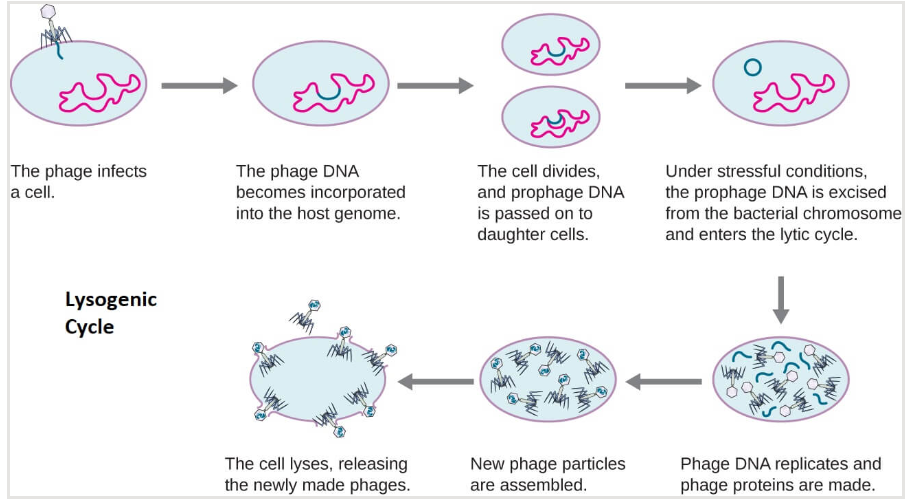 The phage infects
a cell.
The phage DNA
becomes incorporated
into the host genome.
The cell divides,
and prophage DNA
is passed on to
daughter cells.
Under stressful conditions,
the prophage DNA is excised
from the bacterial chromosome
and enters the lytic cycle.
Lysogenic
Cycle
The cell lyses, releasing
the newly made phages.
New phage particles
are assembled.
Phage DNA replicates and
phage proteins are made.